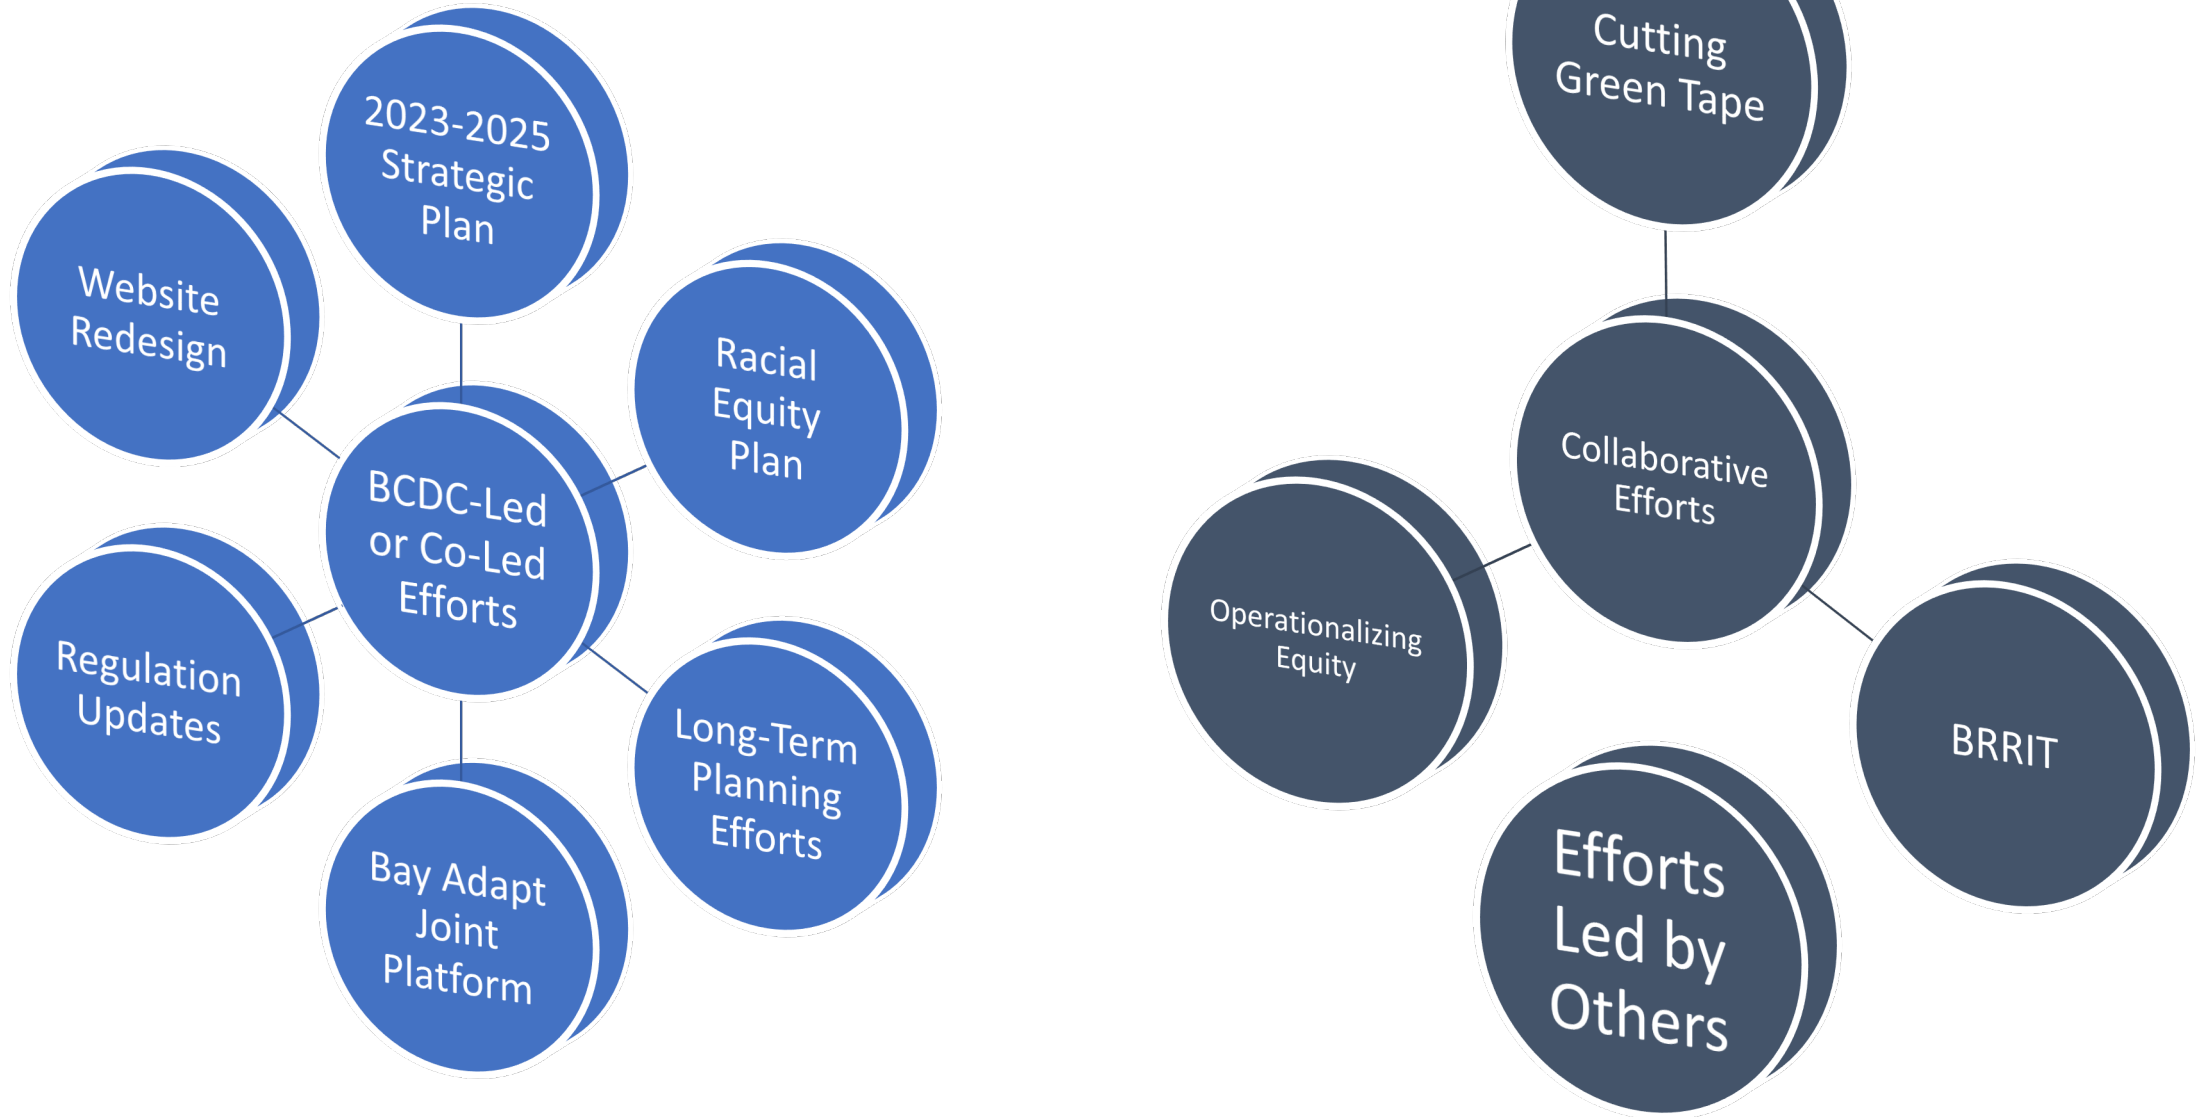 2023-2025
Strategic
Plan
Website
Redesign
Racial
Equity
Plan
BCDC-Led
or Co-Led
Efforts
Regulation
Updates
Long-Term
Planning
Efforts
Bay Adapt
Joint
Platform
Cutting
Green Tape
Collaborative
Efforts
Operationalizing
Equity
BRRIT
Efforts
Led by
Others